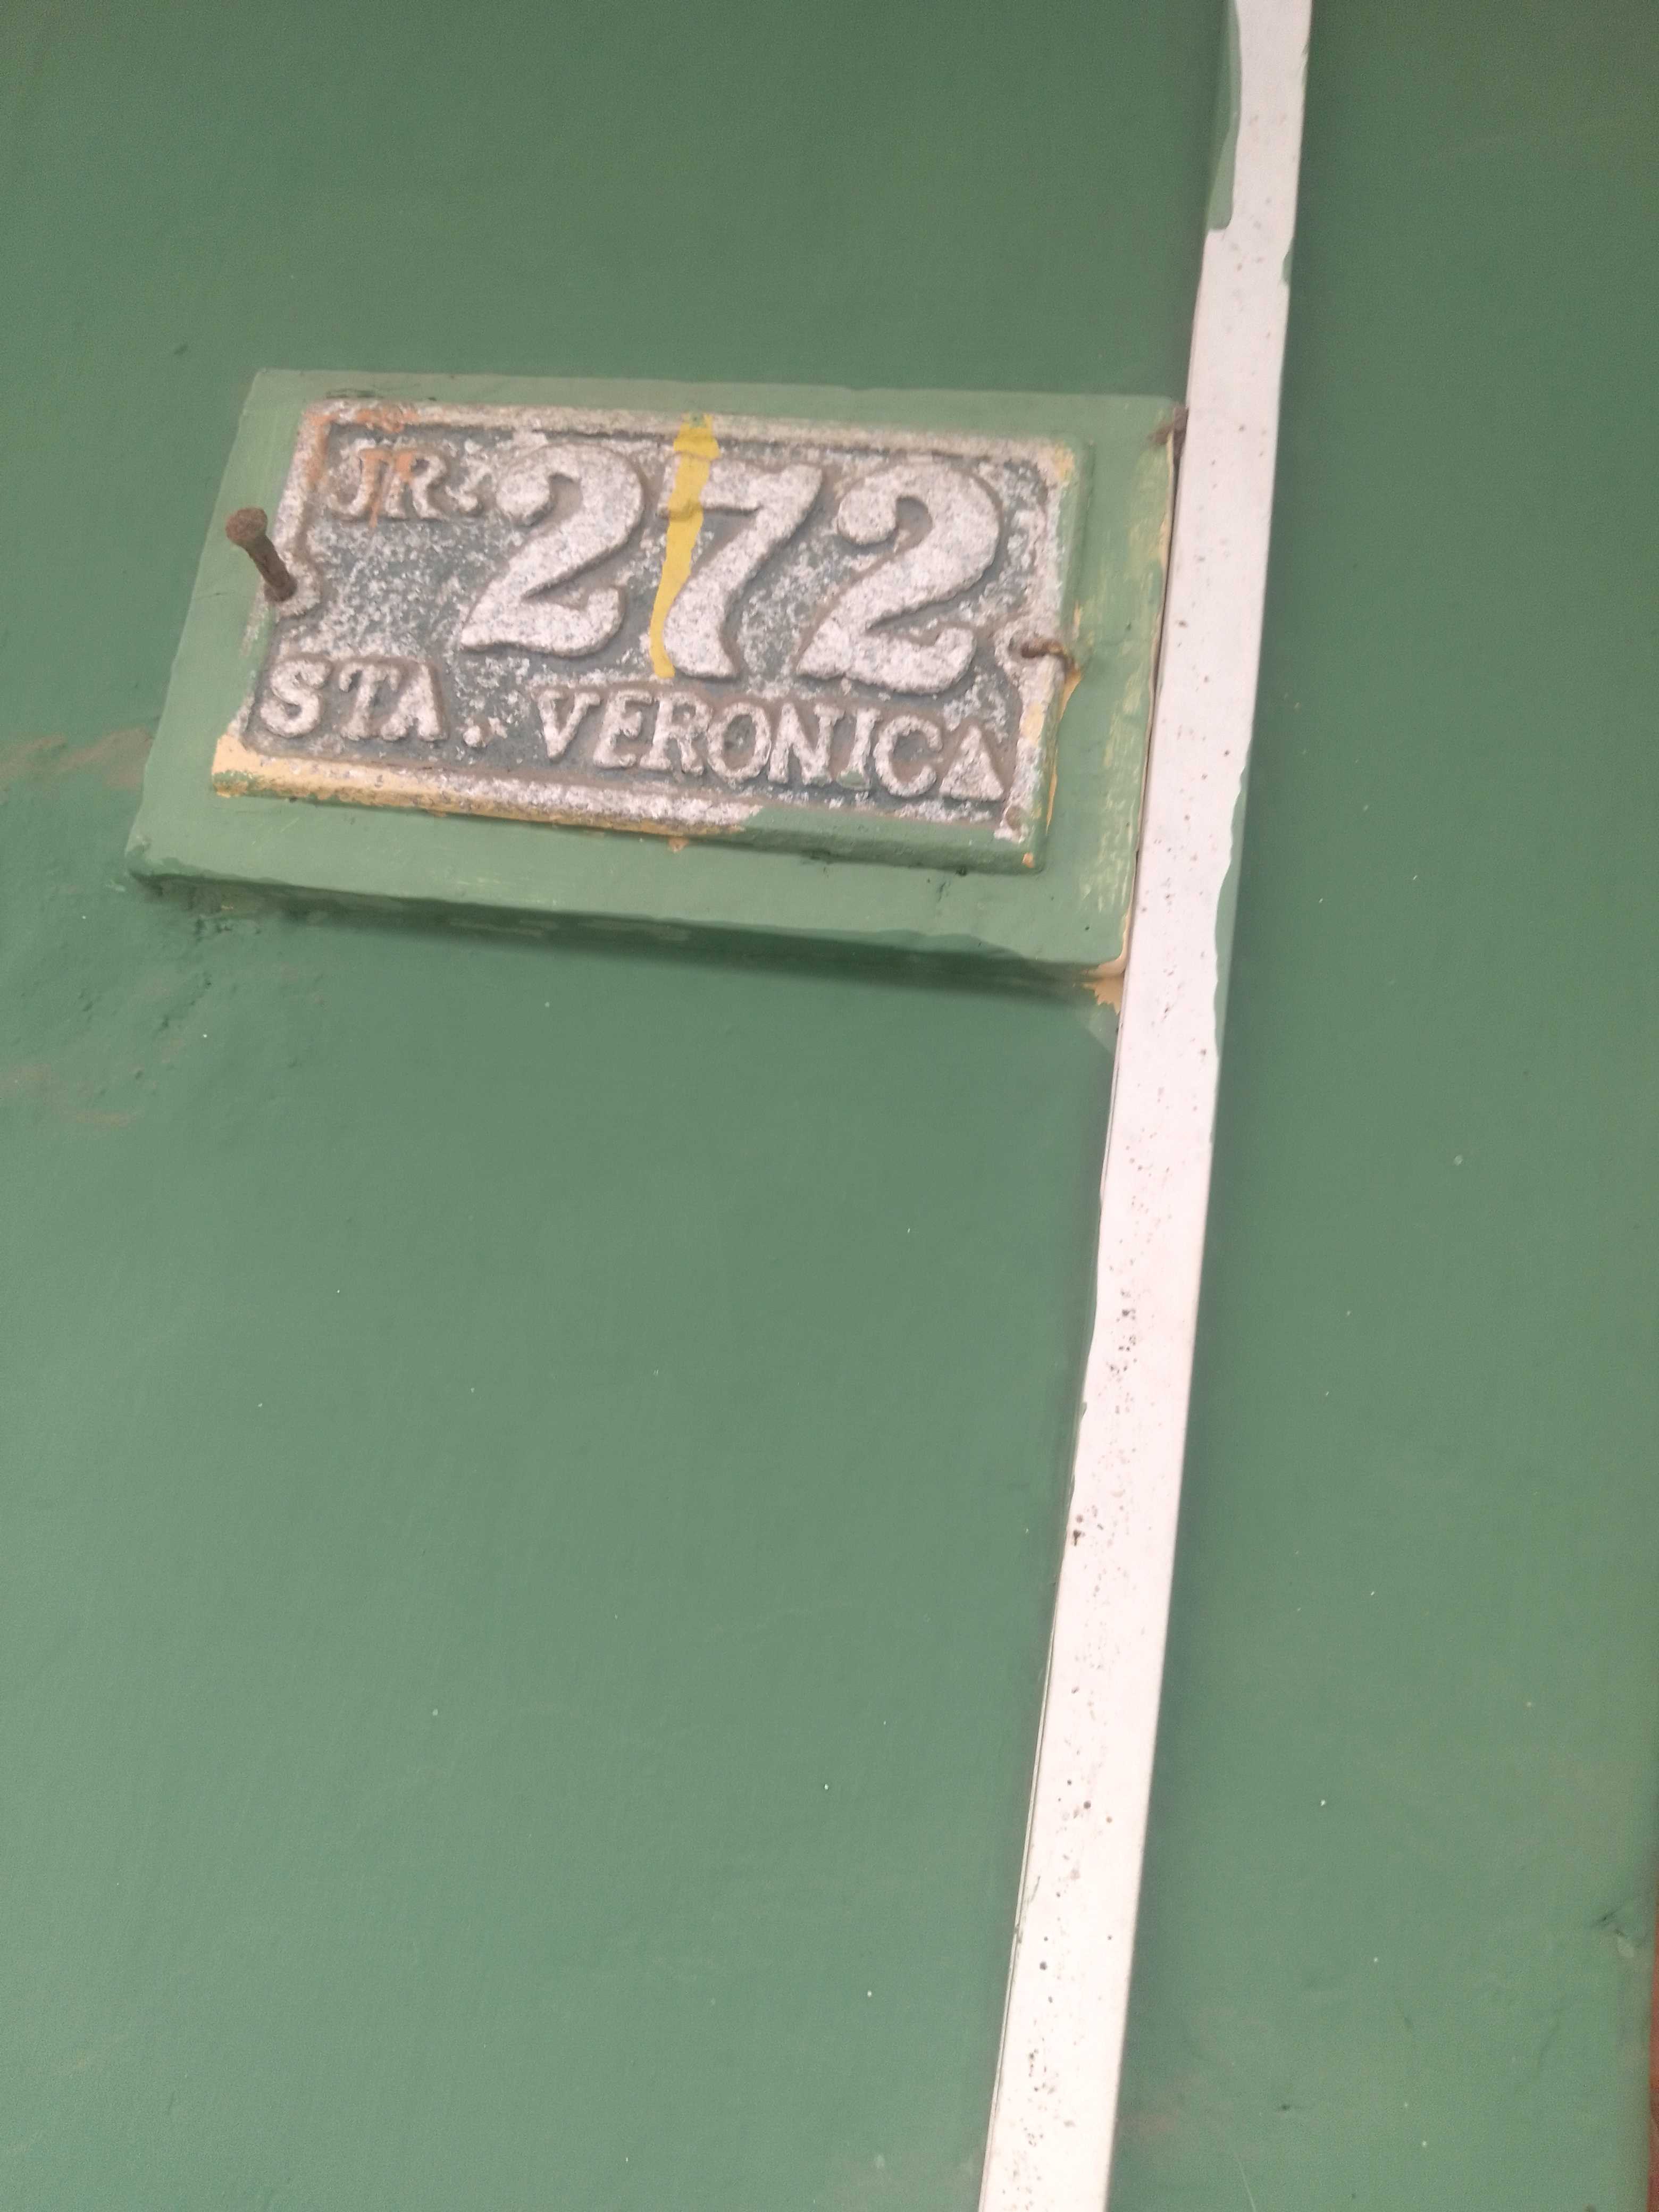 JR. 272
STA. VERONICA